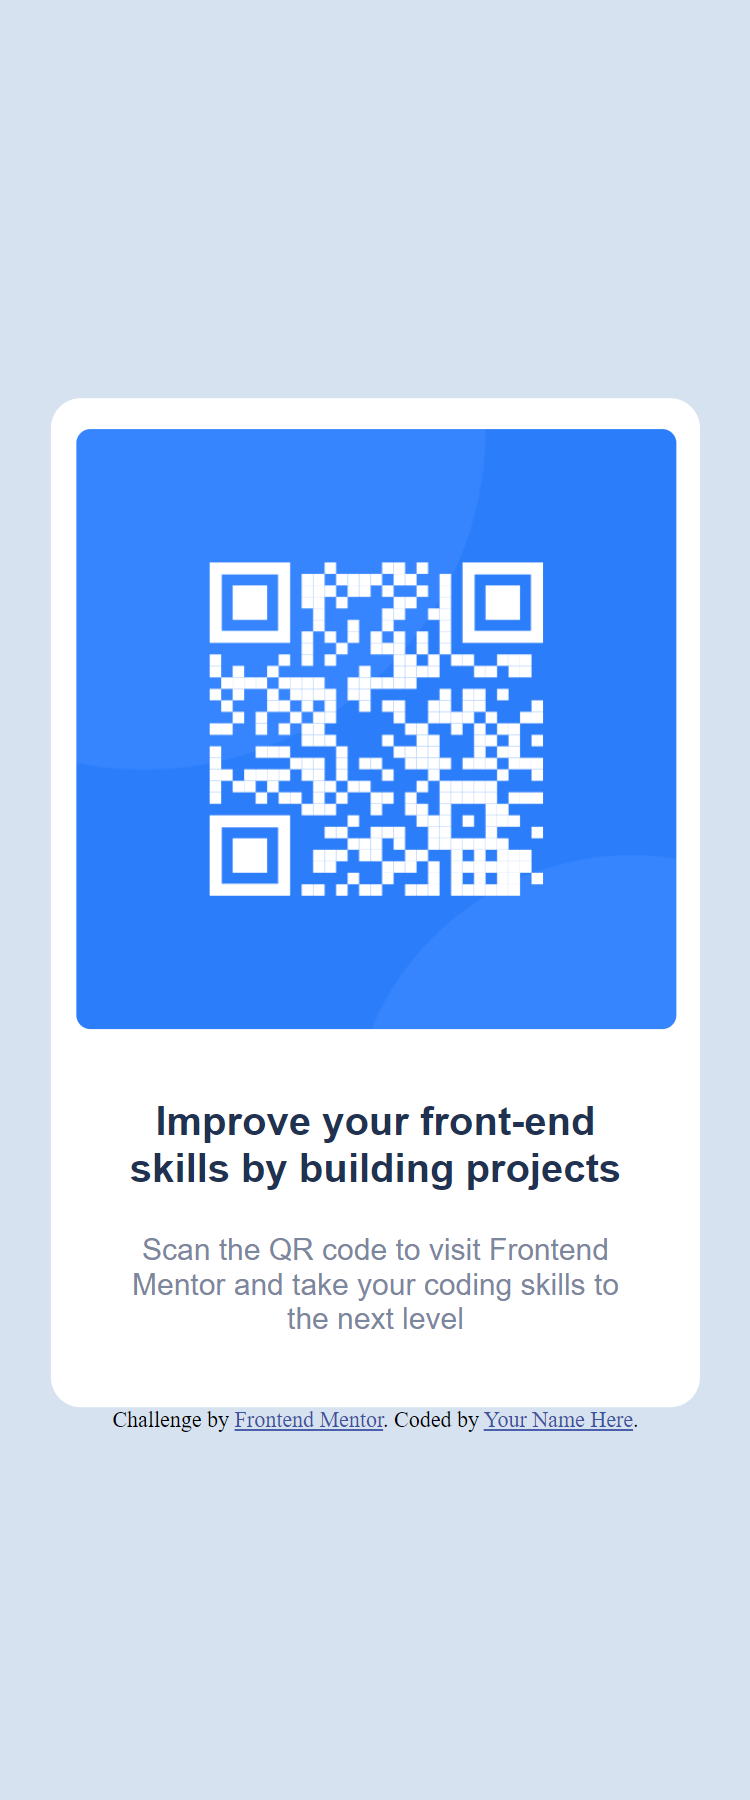 Improve your front-end
skills by building projects
Scan the QR code to visit Frontend
Mentor and take your coding skills to
the next level
Challenge by Frontend Mentor. Coded by Your Name Here.